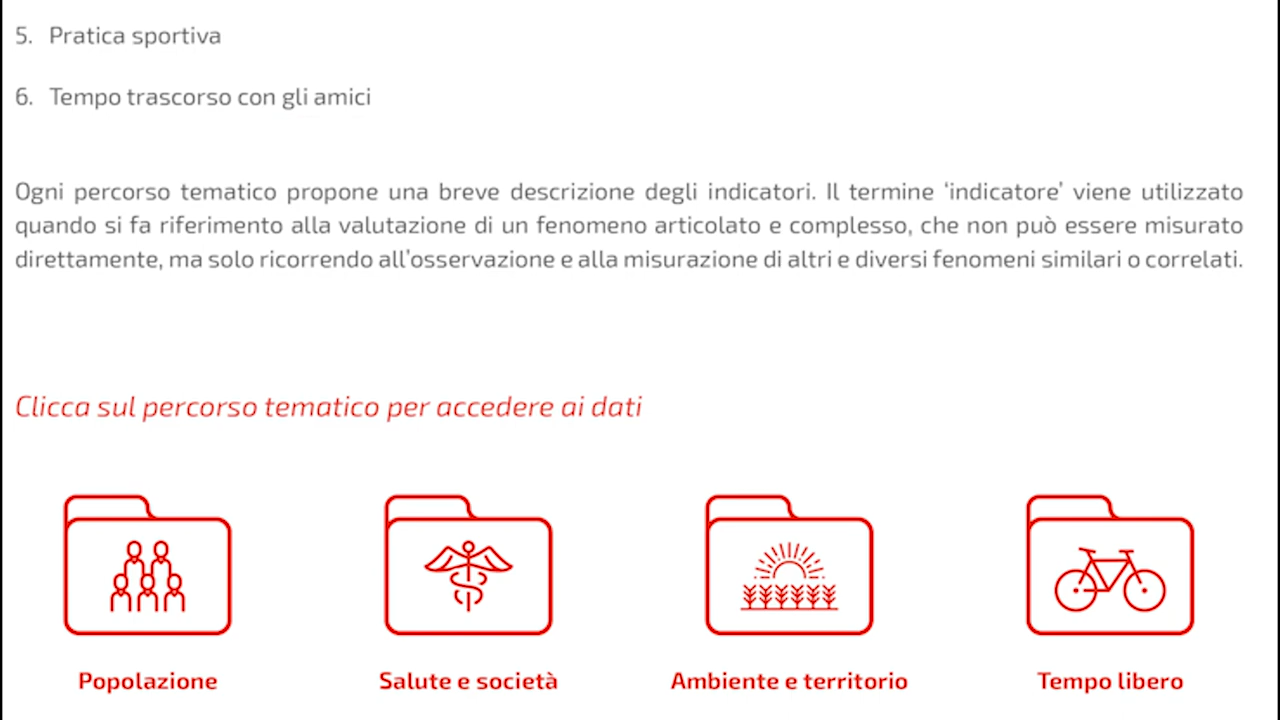 5. Pratica sportiva
6. Tempo trascorso con gli amici
Ogni percorso tematico propone una breve descrizione degli indicatori. Il termine ‘indicatore’ viene utilizzato
quando si fa riferimento alla valutazione di un fenomeno articolato e complesso, che non può essere misurato
direttamente, ma solo ricorrendo all’osservazione e alla misurazione di altri e diversi fenomeni similari o correlati.
Clicca sul percorso tematico per accedere ai dati
Popolazione
Salute e società
Ambiente e territorio
Tempo libero